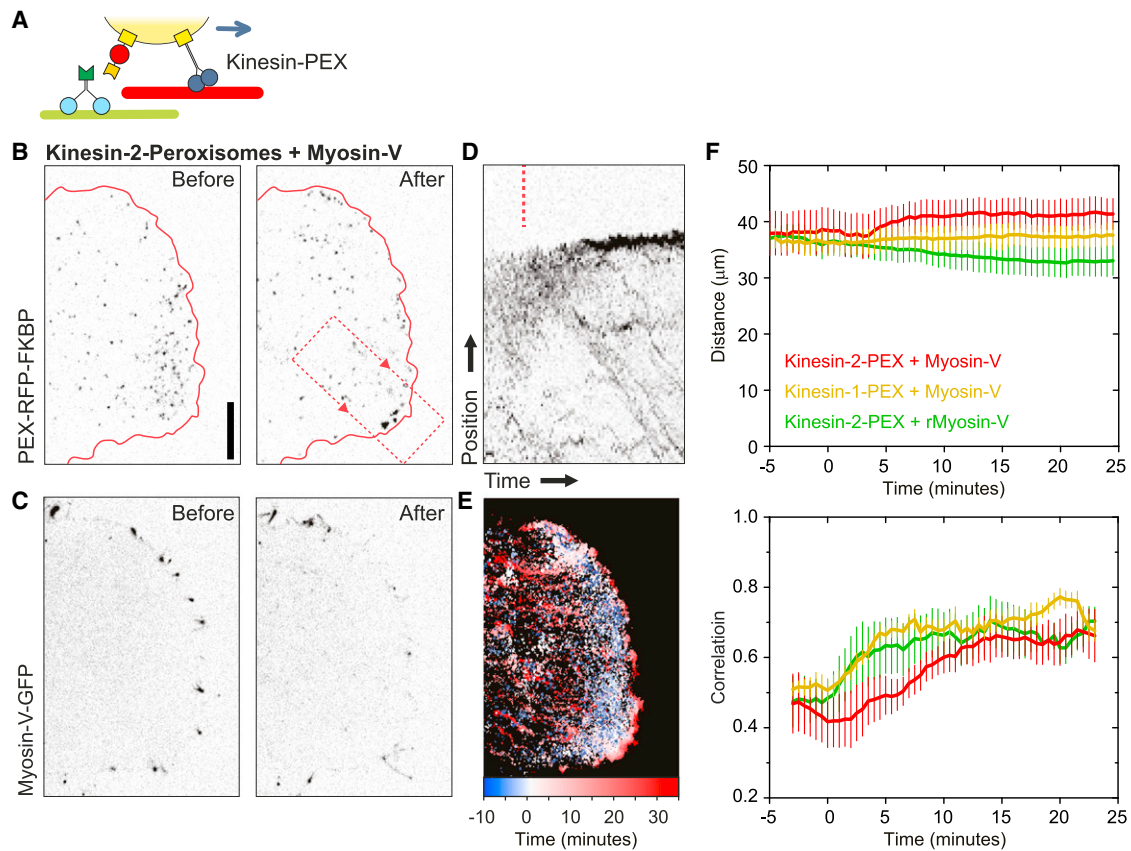 A
Kinesin-PEX
B Kinesin-2-Peroxisomes + Myosin-V
Before
After
PEX-RFP-FKBP
C
Before
After
Myosin-V-GFP
D
Position
Time
E
-10 0 10 20 30
Time (minutes)
F
50
40
30
20
10
0
Distance (μm)
Kinesin-2-PEX + Myosin-V
Kinesin-1-PEX + Myosin-V
Kinesin-2-PEX + rMyosin-V
-5 0 5 10 15 20 25
Time (minutes)
1.0
0.8
0.6
0.4
0.2
Correlatioin
-5 0 5 10 15 20 25
Time (minutes)